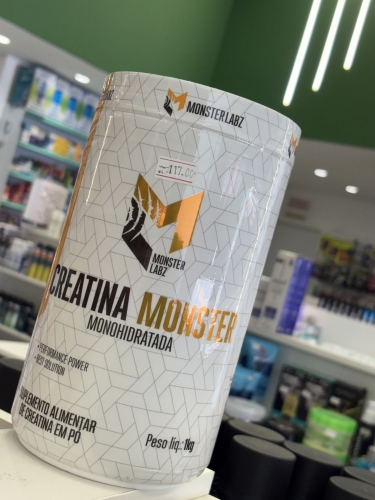 MONSTERLABZ
117,00
MONSTER
LABZ
CREATINA MONSTER
MONOHIDRATADA
PERFORMANCE POWER
BEST SOLUTION
SUPLEMENTO ALIMENTAR
DE CREATINA EM PÓ
Peso líq.: 1kg